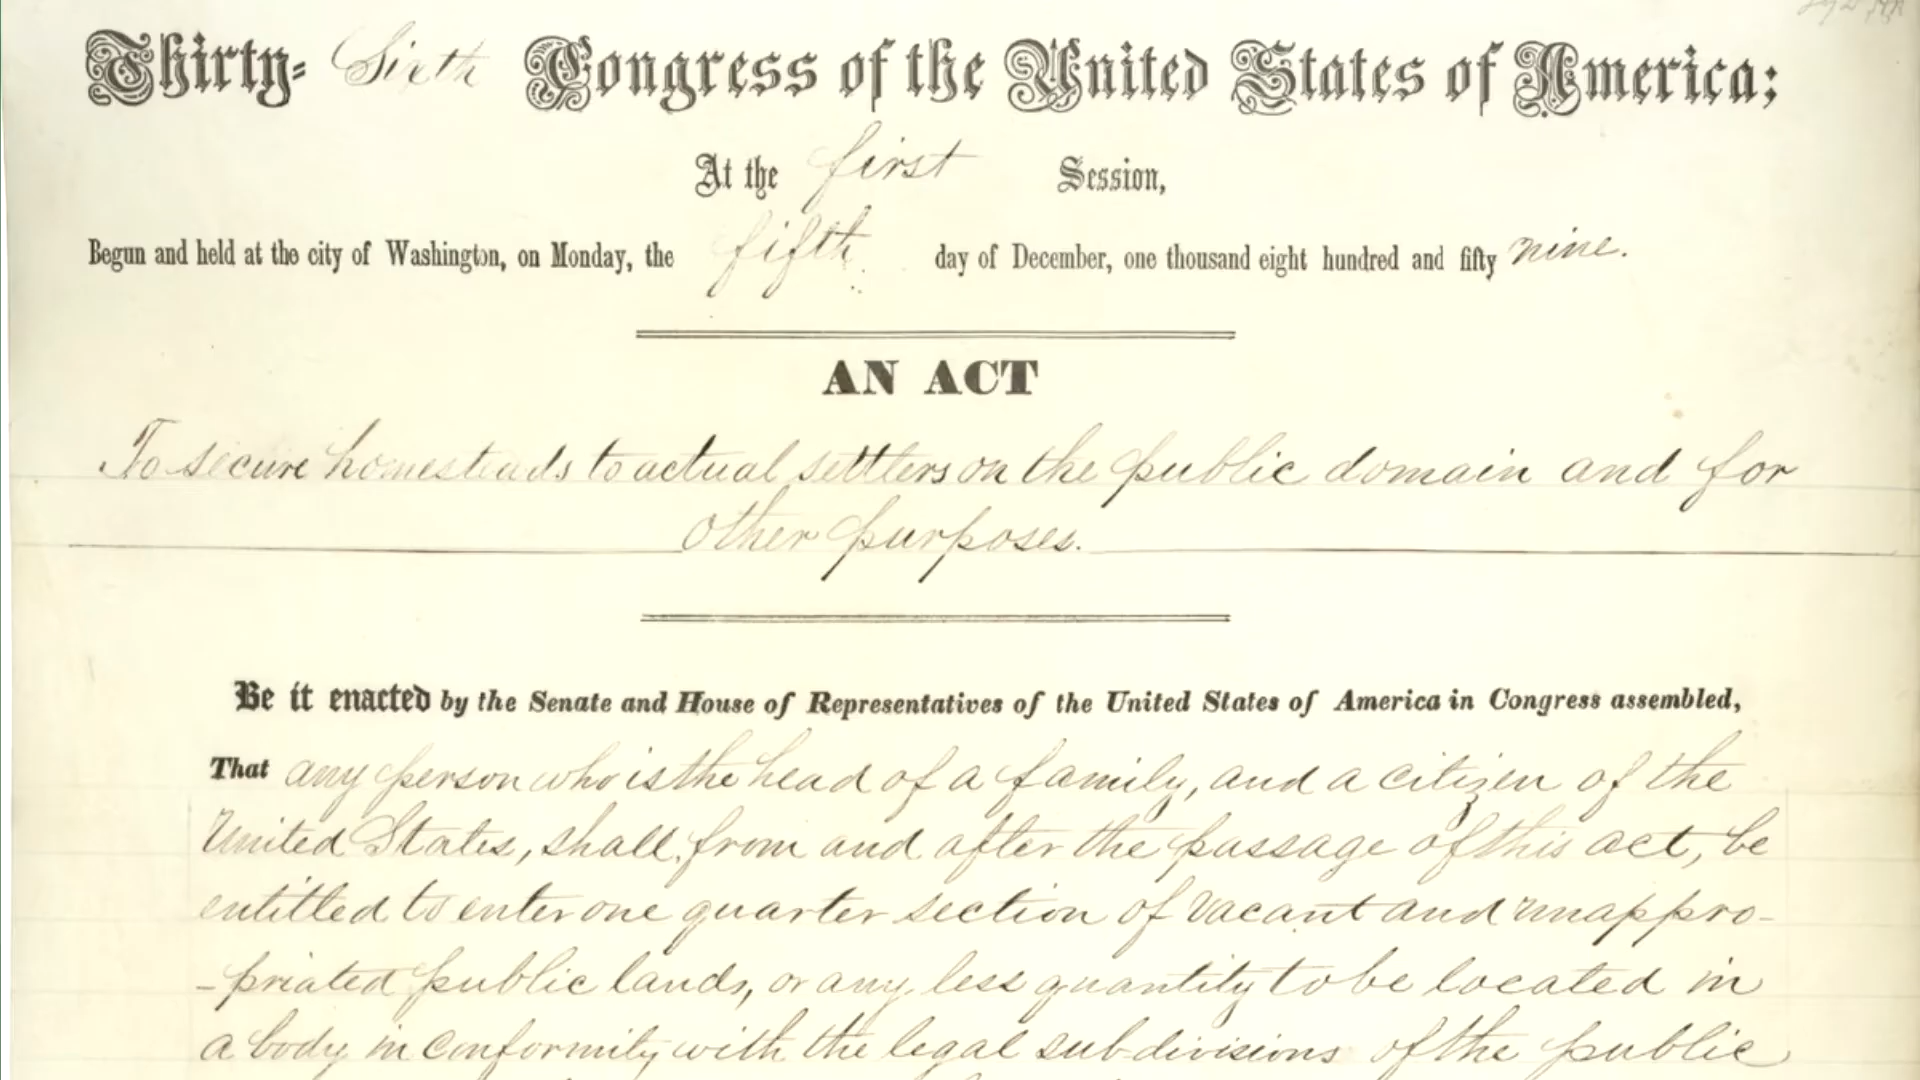 Thirty-Sixth Congress of the United States of America;
At the first Session,
Begun and held at the city of Washington, on Monday, the fifth day of December, one thousand eight hundred and fifty nine.
AN ACT
To secure homesteads to actual settlers on the public domain and for
other purposes.
Be it enacted by the Senate and House of Representatives of the United States of America in Congress assembled,
That any person who is the head of a family, and a citizen of the
United States, shall, from and after the passage of this act, be
entitled to enter one quarter section of vacant and unappro-
-priated public lands, or any less quantity to be located in
a body, in conformity with the legal subdivisions of the public